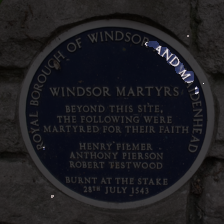 ROYAL BOROUGH OF WINDSOR AND MAIDENHEAD
WINDSOR MARTYRS
BEYOND THIS SITE,
THE FOLLOWING WERE
MARTYRED FOR THEIR FAITH
HENRY FILMER
ANTHONY PIERSON
ROBERT TESTWOOD
BURNT AT THE STAKE
28TH JULY 1543